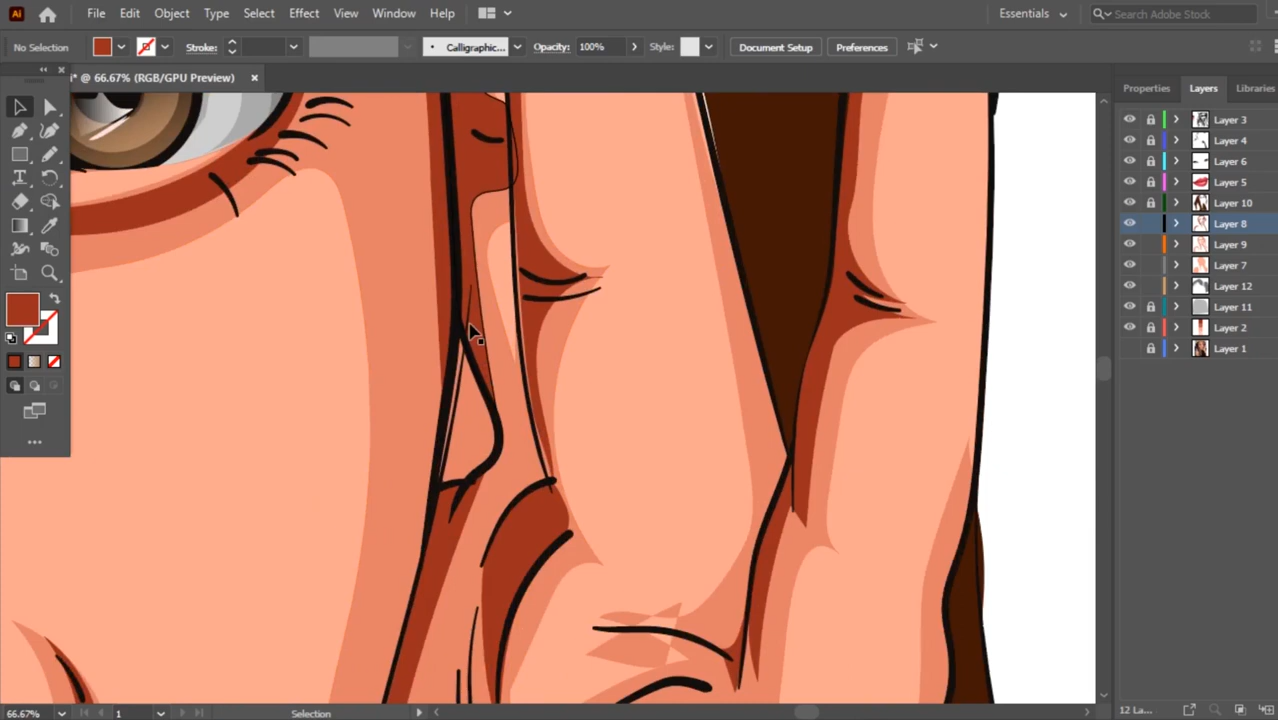 Ai File Edit Object Type Select Effect View Window Help Essentials Search Adobe Stock
No Selection Stroke: Calligraphic... Opacity: 100% Style: Document Setup Preferences
i* @ 66.67% (RGB/GPU Preview) Properties Layers Libraries
Layer 3
Layer 4
Layer 6
Layer 5
Layer 10
Layer 8
Layer 9
Layer 7
Layer 12
Layer 11
Layer 2
Layer 1
66.67% 1 Selection 12 La...